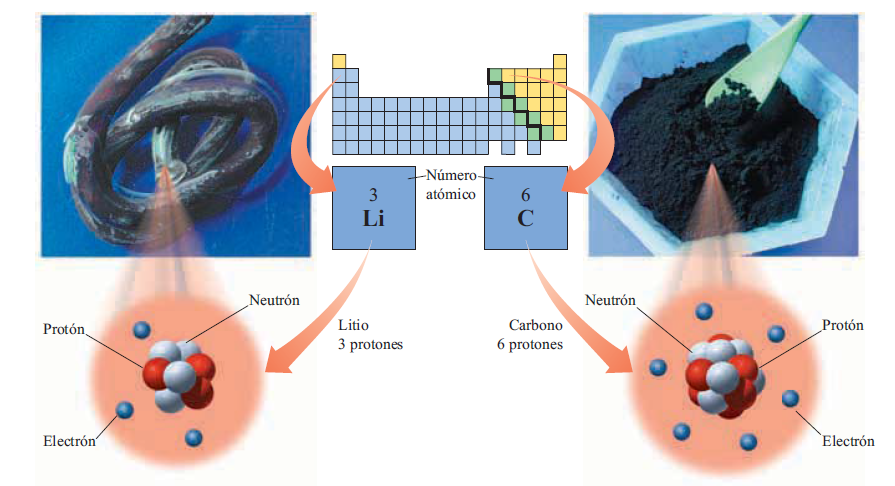 Número
atómico
3
Li
6
C
Neutrón
Protón
Electrón
Litio
3 protones
Carbono
6 protones
Neutrón
Protón
Electrón